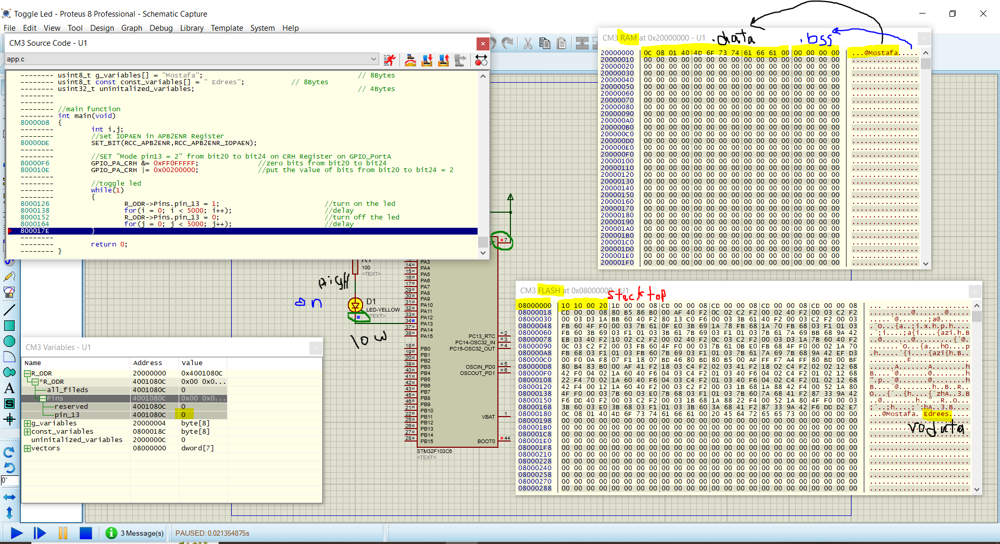 Toggle Led - Proteus 8 Professional - Schematic Capture
File Edit View Tool Design Graph Debug Library Template System Help
CM3 Source Code - U1
app.c
-------- usint8_t g_variables[] = "Mostafa"; // 8Bytes
-------- usint8_t const const_variables[] = " Edrees"; // 8Bytes
-------- usint32_t uninitalized_variables; // 4Bytes
--------
--------
-------- //main function
-------- int main(void)
80000D8 {
-------- int i,j;
-------- //set IOPAEN in APB2ENR Register
80000DE SET_BIT(RCC_APB2ENR,RCC_APB2ENR_IOPAEN);
--------
-------- //SET "Mode pin13 = 2" from bit20 to bit24 on CRH Register on GPIO_PortA
80000F6 GPIO_PA_CRH &= 0xFF0FFFFF; //zero bits from bit20 to bit24
800010E GPIO_PA_CRH |= 0x00200000; //put the value of bits from bit20 to bit24 = 2
--------
-------- //toggle led
-------- while(1)
-------- {
8000126 R_ODR->Pins.pin_13 = 1; //turn on the led
8000138 for(i = 0; i < 5000; i++); //delay
8000152 R_ODR->Pins.pin_13 = 0; //turn off the led
8000164 for(j = 0; j < 5000; j++); //delay
800017E }
--------
-------- return 0;
-------- }
CM3 RAM at 0x20000000 - U1
.data
.bss
20000000 0C 08 01 40 4D 6F 73 74 61 66 61 00 00 00 00 00 ...@Mostafa.....
20000010 00 00 00 00 00 00 00 00 00 00 00 00 00 00 00 00 ................
20000020 00 00 00 00 00 00 00 00 00 00 00 00 00 00 00 00 ................
20000030 00 00 00 00 00 00 00 00 00 00 00 00 00 00 00 00 ................
20000040 00 00 00 00 00 00 00 00 00 00 00 00 00 00 00 00 ................
20000050 00 00 00 00 00 00 00 00 00 00 00 00 00 00 00 00 ................
20000060 00 00 00 00 00 00 00 00 00 00 00 00 00 00 00 00 ................
20000070 00 00 00 00 00 00 00 00 00 00 00 00 00 00 00 00 ................
20000080 00 00 00 00 00 00 00 00 00 00 00 00 00 00 00 00 ................
20000090 00 00 00 00 00 00 00 00 00 00 00 00 00 00 00 00 ................
200000A0 00 00 00 00 00 00 00 00 00 00 00 00 00 00 00 00 ................
200000B0 00 00 00 00 00 00 00 00 00 00 00 00 00 00 00 00 ................
200000C0 00 00 00 00 00 00 00 00 00 00 00 00 00 00 00 00 ................
200000D0 00 00 00 00 00 00 00 00 00 00 00 00 00 00 00 00 ................
200000E0 00 00 00 00 00 00 00 00 00 00 00 00 00 00 00 00 ................
200000F0 00 00 00 00 00 00 00 00 00 00 00 00 00 00 00 00 ................
20000100 00 00 00 00 00 00 00 00 00 00 00 00 00 00 00 00 ................
20000110 00 00 00 00 00 00 00 00 00 00 00 00 00 00 00 00 ................
20000120 00 00 00 00 00 00 00 00 00 00 00 00 00 00 00 00 ................
20000130 00 00 00 00 00 00 00 00 00 00 00 00 00 00 00 00 ................
20000140 00 00 00 00 00 00 00 00 00 00 00 00 00 00 00 00 ................
20000150 00 00 00 00 00 00 00 00 00 00 00 00 00 00 00 00 ................
20000160 00 00 00 00 00 00 00 00 00 00 00 00 00 00 00 00 ................
20000170 00 00 00 00 00 00 00 00 00 00 00 00 00 00 00 00 ................
20000180 00 00 00 00 00 00 00 00 00 00 00 00 00 00 00 00 ................
20000190 00 00 00 00 00 00 00 00 00 00 00 00 00 00 00 00 ................
200001A0 00 00 00 00 00 00 00 00 00 00 00 00 00 00 00 00 ................
200001B0 00 00 00 00 00 00 00 00 00 00 00 00 00 00 00 00 ................
200001C0 00 00 00 00 00 00 00 00 00 00 00 00 00 00 00 00 ................
200001D0 00 00 00 00 00 00 00 00 00 00 00 00 00 00 00 00 ................
200001E0 00 00 00 00 00 00 00 00 00 00 00 00 00 00 00 00 ................
200001F0 00 00 00 00 00 00 00 00 00 00 00 00 00 00 00 00 ................
100
<TEXT>
D1
LED-YELLOW
<TEXT>
low
14 PA3
PA4
15 PA5
16 PA6
17 PA7
29 PA8
30 PA9
31 PA10
32 PA11
33 PA12
34 PA13
37 PA14
38 PA15
18 PB0
19 PB1
20 PB2
39 PB3
40 PB4
41 PB5
42 PB6
43 PB7
45 PB8
46 PB9
21 PB10
22 PB11
25 PB12
26 PB13
27 PB14
28 PB15
7
PC13_RTC 2
PC14-OSC32_IN 3
PC15-OSC32_OUT 4
OSCIN_PD0 5
OSCOUT_PD1 6
VBAT 1
BOOT0 44
STM32F103C6
<TEXT>
CM3 FLASH at 0x08000000 - U1
stack top
08000000 10 10 00 20 1D 00 00 08 CD 00 00 08 CD 00 00 08 CD 00 00 08 CD 00 00 08
08000018 CD 00 00 08 80 B5 86 B0 00 AF 40 F2 0C 02 C2 F2 00 02 40 F2 00 03 C2 F2
08000030 00 03 D3 1A BB 60 40 F2 80 13 C0 F6 00 03 3B 61 40 F2 00 03 C2 F2 00 03
08000048 FB 60 4F F0 00 03 7B 61 0F E0 3B 69 1A 78 FB 68 1A 70 FB 68 03 F1 01 03
08000060 FB 60 3B 69 03 F1 01 03 3B 61 7B 69 03 F1 01 03 7B 61 7A 69 BB 68 9A 42
08000078 EB D3 40 F2 10 02 C2 F2 00 02 40 F2 0C 03 C2 F2 00 03 D3 1A 7B 60 40 F2
08000090 0C 03 C2 F2 00 03 FB 60 4F F0 00 03 7B 61 0B E0 FB 68 4F F0 00 02 1A 70
080000A8 FB 68 03 F1 01 03 FB 60 7B 69 03 F1 01 03 7B 61 7A 69 7B 68 9A 42 EF D3
080000C0 00 F0 0A F8 07 F1 18 07 BD 46 80 BD 80 B5 00 AF FF F7 A4 FF 80 BD 00 BF
080000D8 80 B4 83 B0 00 AF 41 F2 18 03 C4 F2 02 03 41 F2 18 02 C4 F2 02 02 12 68
080000F0 42 F0 04 02 1A 60 40 F6 04 03 C4 F2 01 03 40 F6 04 02 C4 F2 01 02 12 68
08000108 22 F4 70 02 1A 60 40 F6 04 03 C4 F2 01 03 40 F6 04 02 C4 F2 01 02 12 68
08000120 42 F4 00 12 1A 60 40 F2 00 03 C2 F2 00 03 1B 68 1A 88 42 F4 00 52 1A 80
08000138 4F F0 00 03 7B 60 03 E0 7B 68 03 F1 01 03 7B 60 7A 68 41 F2 87 33 9A 42
08000150 F6 DD 40 F2 00 03 C2 F2 00 03 1B 68 1A 88 22 F4 00 52 1A 80 4F F0 00 03
08000168 3B 60 03 E0 3B 68 03 F1 01 03 3B 60 3A 68 41 F2 87 33 9A 42 F6 DD D2 E7
08000180 0C 08 01 40 4D 6F 73 74 61 66 61 00 20 45 64 72 65 65 73 00 00 00 00 00 ...@Mostafa. Edrees.....
08000198 00 00 00 00 00 00 00 00 00 00 00 00 00 00 00 00 00 00 00 00 00 00 00 00
080001B0 00 00 00 00 00 00 00 00 00 00 00 00 00 00 00 00 00 00 00 00 00 00 00 00
080001C8 00 00 00 00 00 00 00 00 00 00 00 00 00 00 00 00 00 00 00 00 00 00 00 00
080001E0 00 00 00 00 00 00 00 00 00 00 00 00 00 00 00 00 00 00 00 00 00 00 00 00
080001F8 00 00 00 00 00 00 00 00 00 00 00 00 00 00 00 00 00 00 00 00 00 00 00 00
08000210 00 00 00 00 00 00 00 00 00 00 00 00 00 00 00 00 00 00 00 00 00 00 00 00
08000228 00 00 00 00 00 00 00 00 00 00 00 00 00 00 00 00 00 00 00 00 00 00 00 00
08000240 00 00 00 00 00 00 00 00 00 00 00 00 00 00 00 00 00 00 00 00 00 00 00 00
08000258 00 00 00 00 00 00 00 00 00 00 00 00 00 00 00 00 00 00 00 00 00 00 00 00
08000270 00 00 00 00 00 00 00 00 00 00 00 00 00 00 00 00 00 00 00 00 00 00 00 00
08000288 00 00 00 00 00 00 00 00 00 00 00 00 00 00 00 00 00 00 00 00 00 00 00 00
rodata
CM3 Variables - U1
Name Address Value
R_ODR 20000000 0x4001080C
*R_ODR 4001080C 0x00 0x0...
all_fileds 4001080C 0
Pins 4001080C 0x00 0x0...
reserved 4001080C 0
pin_13 4001080C 0
g_variables 20000004 byte[8]
const_variables 0800018C byte[8]
uninitalized_variables 2000000C 0
vectors 08000000 dword[7]
0°
3 Message(s)
PAUSED: 0.021354875s